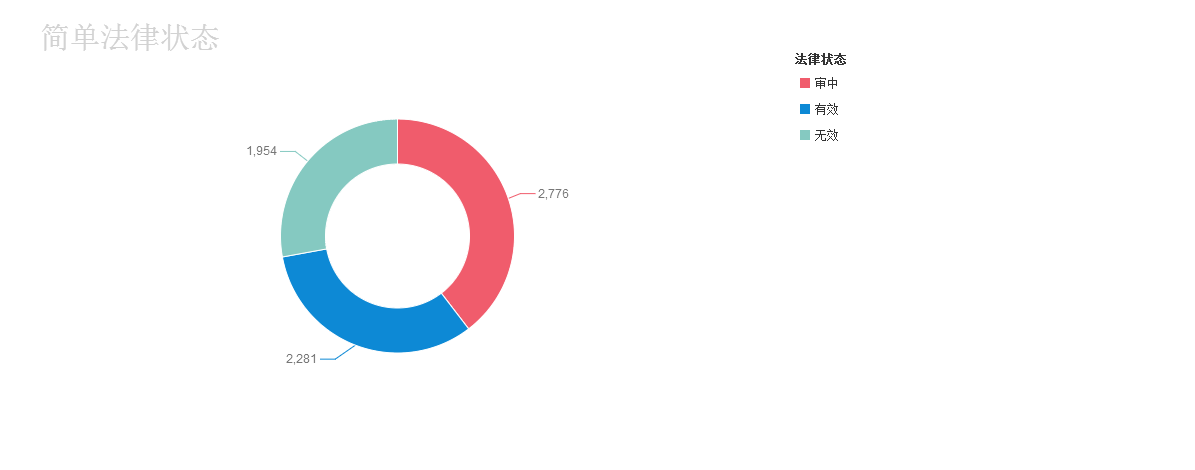 简单法律状态
法律状态
审中
有效
无效
1,954
2,776
2,281